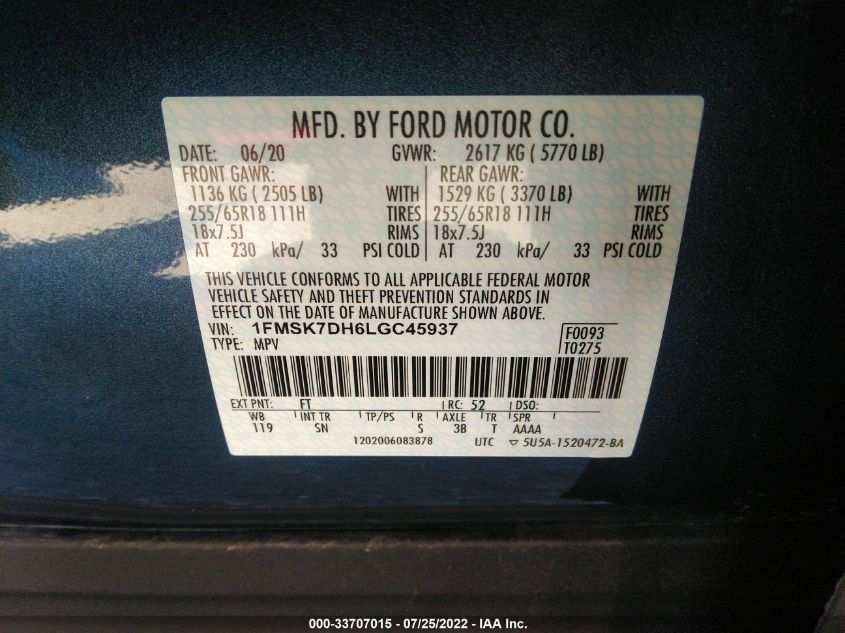 MFD. BY FORD MOTOR CO.
DATE: 06/20 GVWR: 2617 KG ( 5770 LB)
FRONT GAWR: REAR GAWR:
1136 KG ( 2505 LB) WITH 1529 KG ( 3370 LB) WITH
255/65R18 111H TIRES 255/65R18 111H TIRES
18x7.5J RIMS 18x7.5J RIMS
AT 230 kPa/ 33 PSI COLD AT 230 kPa/ 33 PSI COLD
THIS VEHICLE CONFORMS TO ALL APPLICABLE FEDERAL MOTOR
VEHICLE SAFETY AND THEFT PREVENTION STANDARDS IN
EFFECT ON THE DATE OF MANUFACTURE SHOWN ABOVE.
VIN: 1FMSK7DH6LGC45937 F0093
TYPE: MPV T0275
EXT PNT: FT RC: 52 DSO:
WB INT TR TP/PS R AXLE TR SPR
119 SN S 3B T AAAA
1202006083878 UTC ▽ 5U5A-1520472-BA
000-33707015 - 07/25/2022 - IAA Inc.